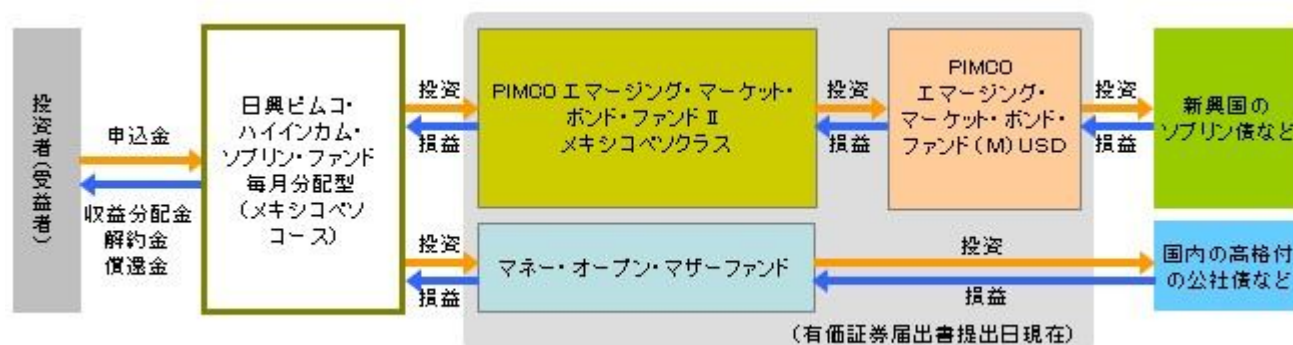 投資者(受益者)
申込金
収益分配金
解約金
償還金
日興ピムコ・
ハイインカム・
ソブリン・ファンド
毎月分配型
(メキシコペソ
コース)
投資
損益
PIMCO エマージング・マーケット・
ボンド・ファンド Ⅱ
メキシコペソクラス
投資
損益
PIMCO
エマージング・
マーケット・ボンド・
ファンド(M)USD
投資
損益
新興国の
ソブリン債など
投資
損益
マネー・オープン・マザーファンド
投資
損益
国内の高格付
の公社債など
(有価証券届出書提出日現在)